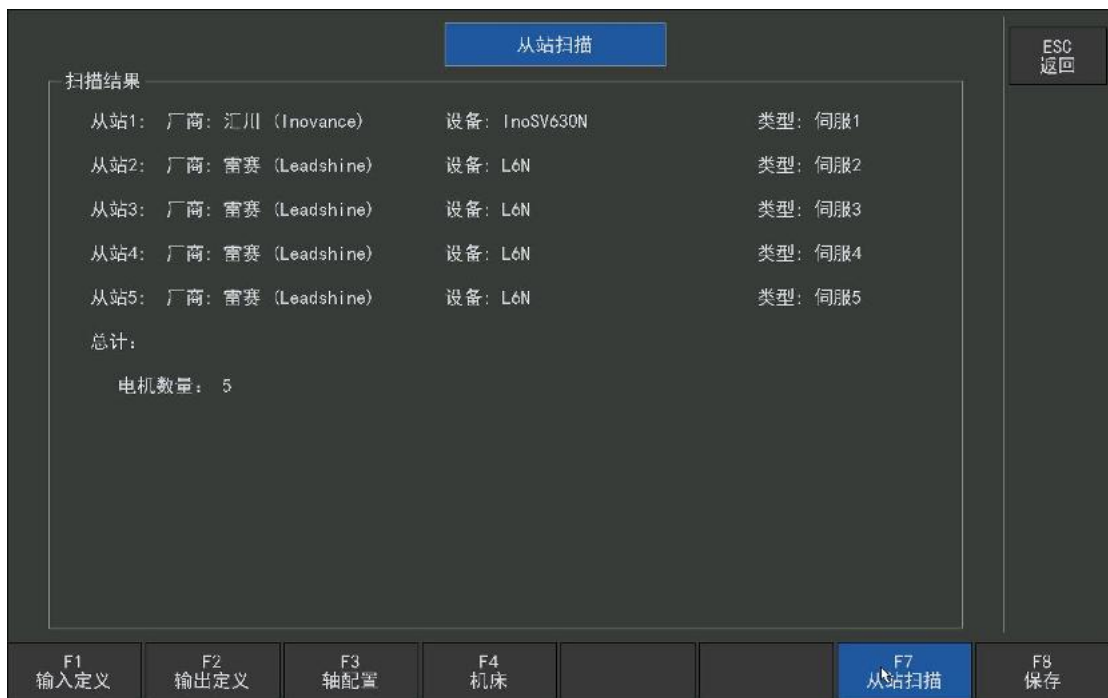 从站扫描
ESC
返回
扫描结果
从站1: 厂商: 汇川 (Inovance) 设备: InoSV630N 类型: 伺服1
从站2: 厂商: 雷赛 (Leadshine) 设备: L6N 类型: 伺服2
从站3: 厂商: 雷赛 (Leadshine) 设备: L6N 类型: 伺服3
从站4: 厂商: 雷赛 (Leadshine) 设备: L6N 类型: 伺服4
从站5: 厂商: 雷赛 (Leadshine) 设备: L6N 类型: 伺服5
总计:
电机数量: 5
F1 F2 F3 F4 F7 F8
输入定义 输出定义 轴配置 机床 从站扫描 保存